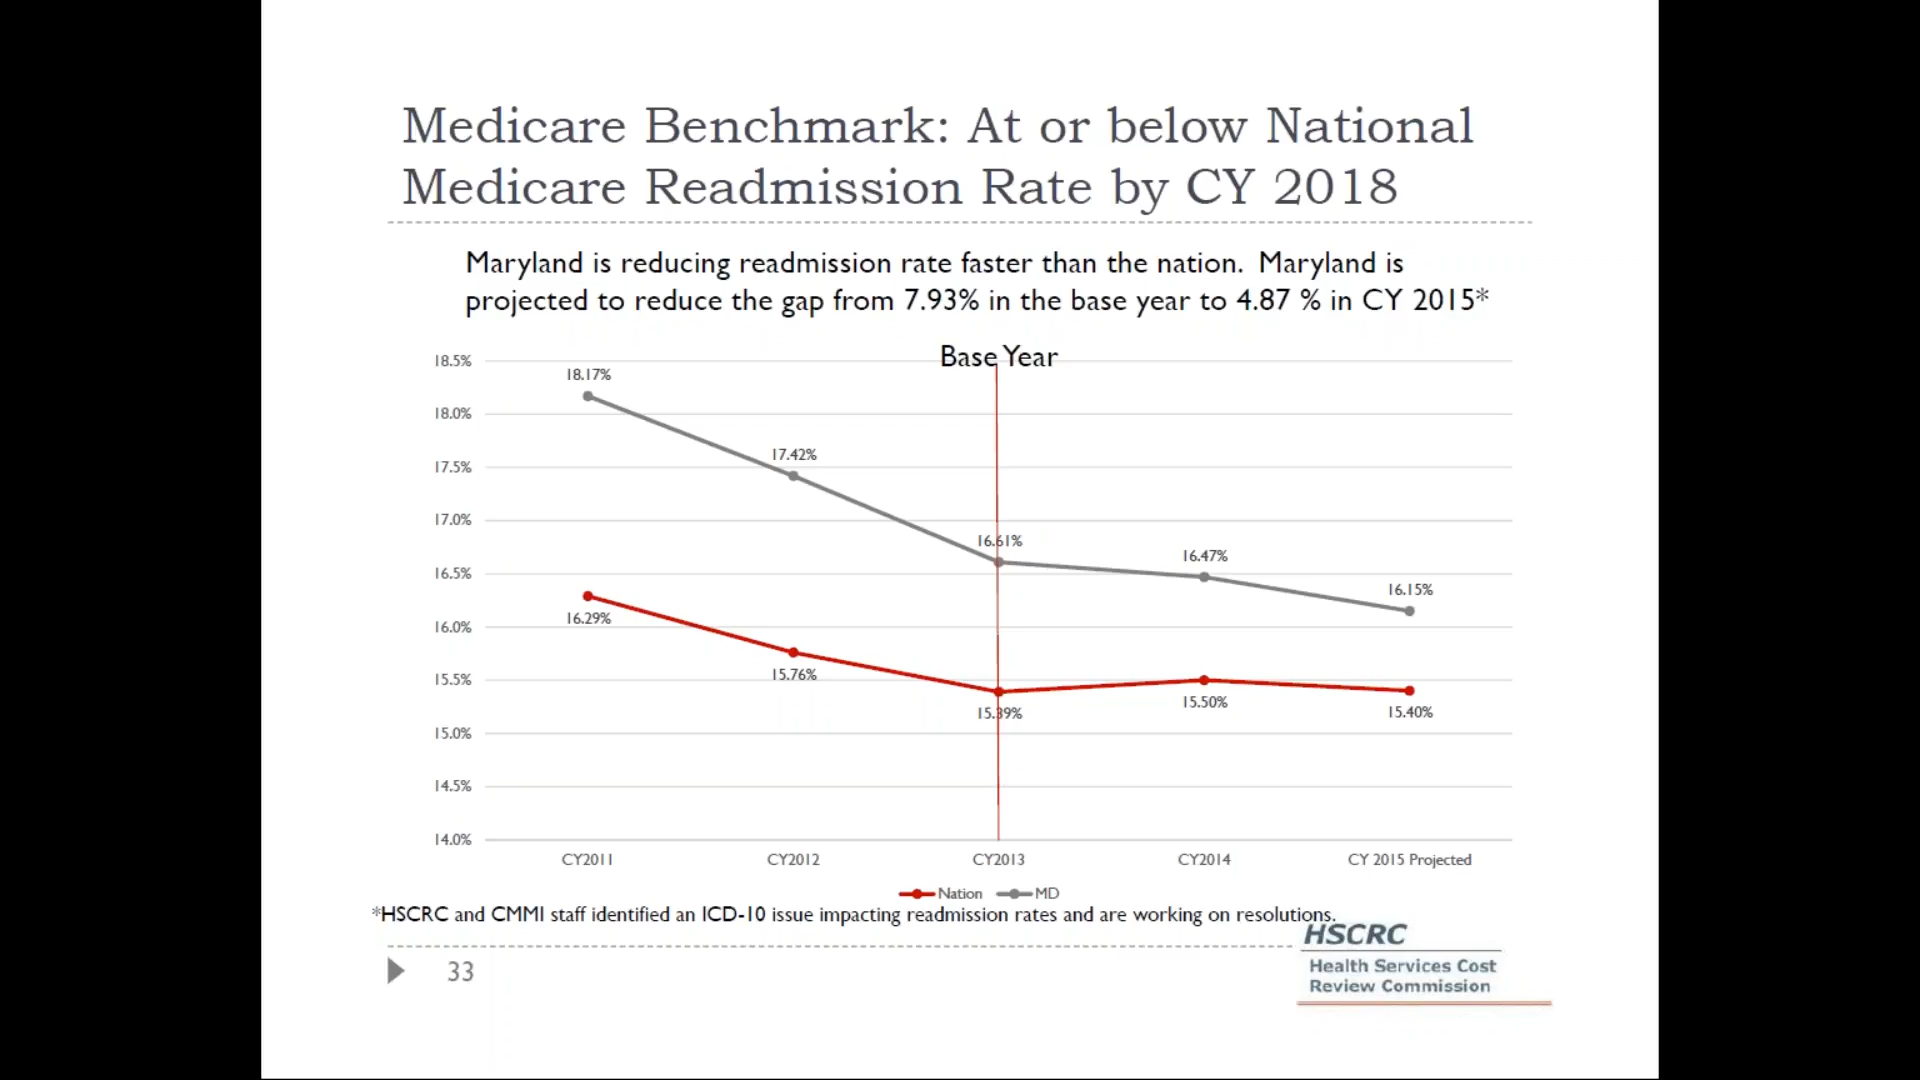 Medicare Benchmark: At or below National
Medicare Readmission Rate by CY 2018
Maryland is reducing readmission rate faster than the nation. Maryland is
projected to reduce the gap from 7.93% in the base year to 4.87 % in CY 2015*
Base Year
18.5%
18.17%
18.0%
17.42%
17.5%
17.0%
16.61%
16.47%
16.5%
16.15%
16.29%
16.0%
15.76%
15.5%
15.39%
15.50%
15.40%
15.0%
14.5%
14.0%
CY2011 CY2012 CY2013 CY2014 CY 2015 Projected
Nation MD
*HSCRC and CMMI staff identified an ICD-10 issue impacting readmission rates and are working on resolutions.
HSCRC
Health Services Cost
Review Commission
33